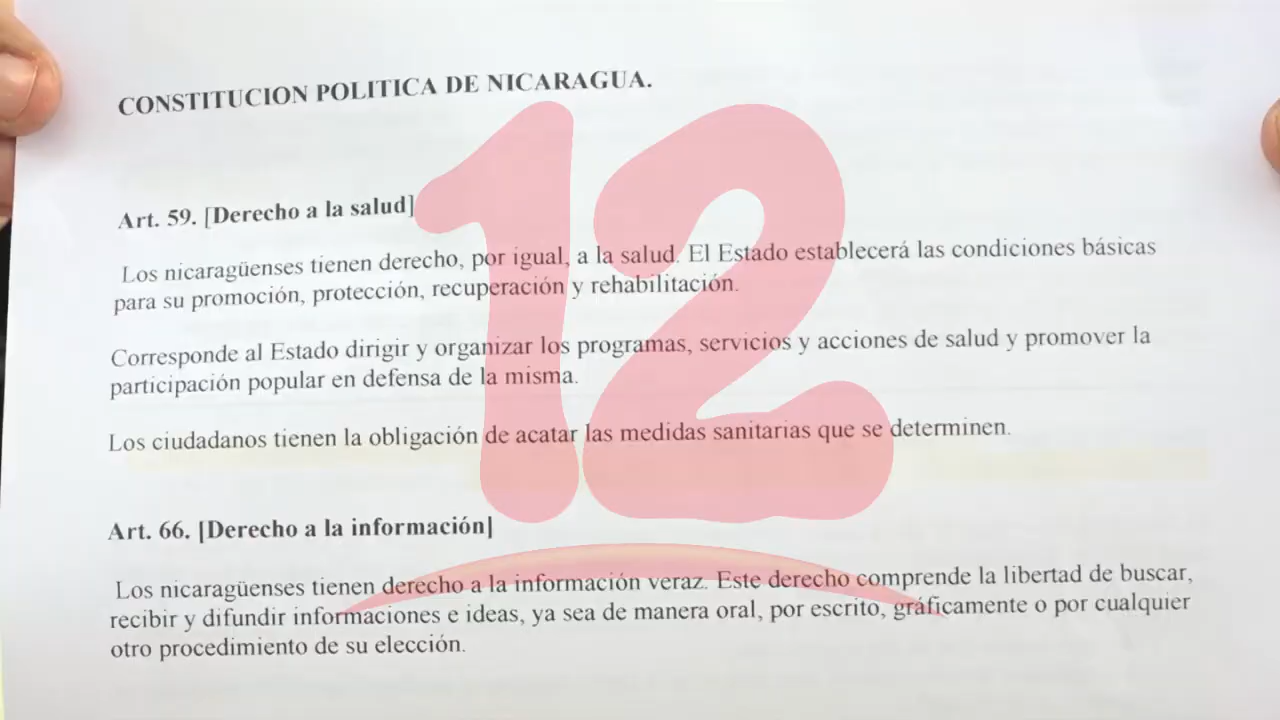 CONSTITUCION POLITICA DE NICARAGUA.
Art. 59. [Derecho a la salud]
Los nicaragüenses tienen derecho, por igual, a la salud. El Estado establecerá las condiciones básicas
para su promoción, protección, recuperación y rehabilitación.
Corresponde al Estado dirigir y organizar los programas, servicios y acciones de salud y promover la
participación popular en defensa de la misma.
Los ciudadanos tienen la obligación de acatar las medidas sanitarias que se determinen.
Art. 66. [Derecho a la información]
Los nicaragüenses tienen derecho a la información veraz. Este derecho comprende la libertad de buscar,
recibir y difundir informaciones e ideas, ya sea de manera oral, por escrito, gráficamente o por cualquier
otro procedimiento de su elección.
12